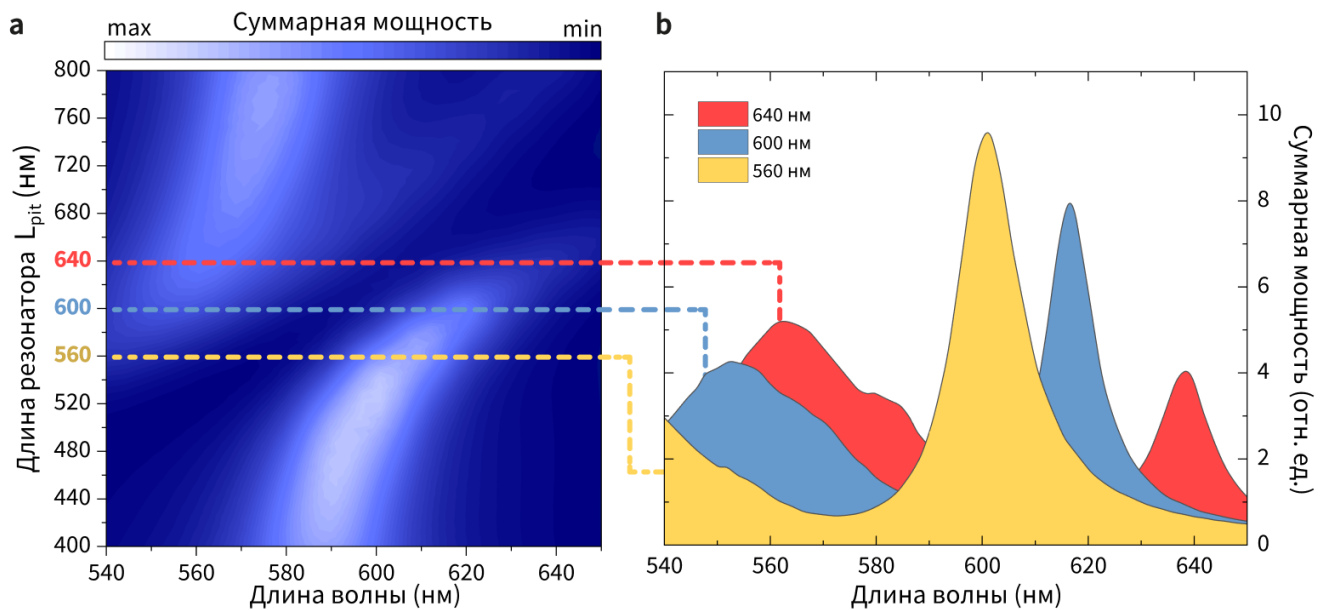 a
Суммарная мощность
max
min
800
760
720
680
640
600
560
520
480
440
400
Длина резонатора L pit (нм)
540
560
580
600
620
640
Длина волны (нм)
b
640 нм
600 нм
560 нм
10
8
6
4
2
0
Суммарная мощность (отн. ед.)
540
560
580
600
620
640
Длина волны (нм)